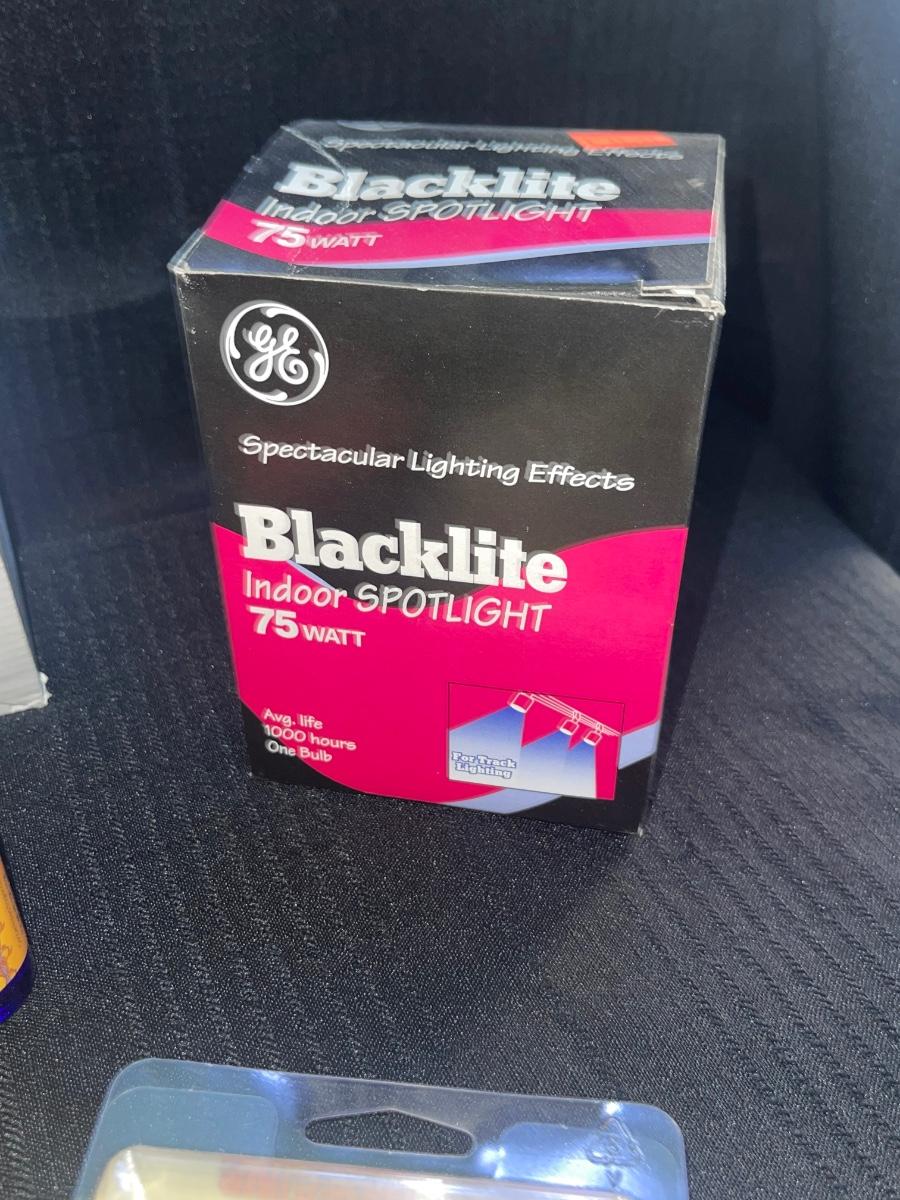 Spectacular Lighting Effects
Blacklite
Indoor SPOTLIGHT
75 WATT
GE
Spectacular Lighting Effects
Blacklite
Indoor SPOTLIGHT
75 WATT
Avg. life
1000 hours
One Bulb
For Track
Lighting